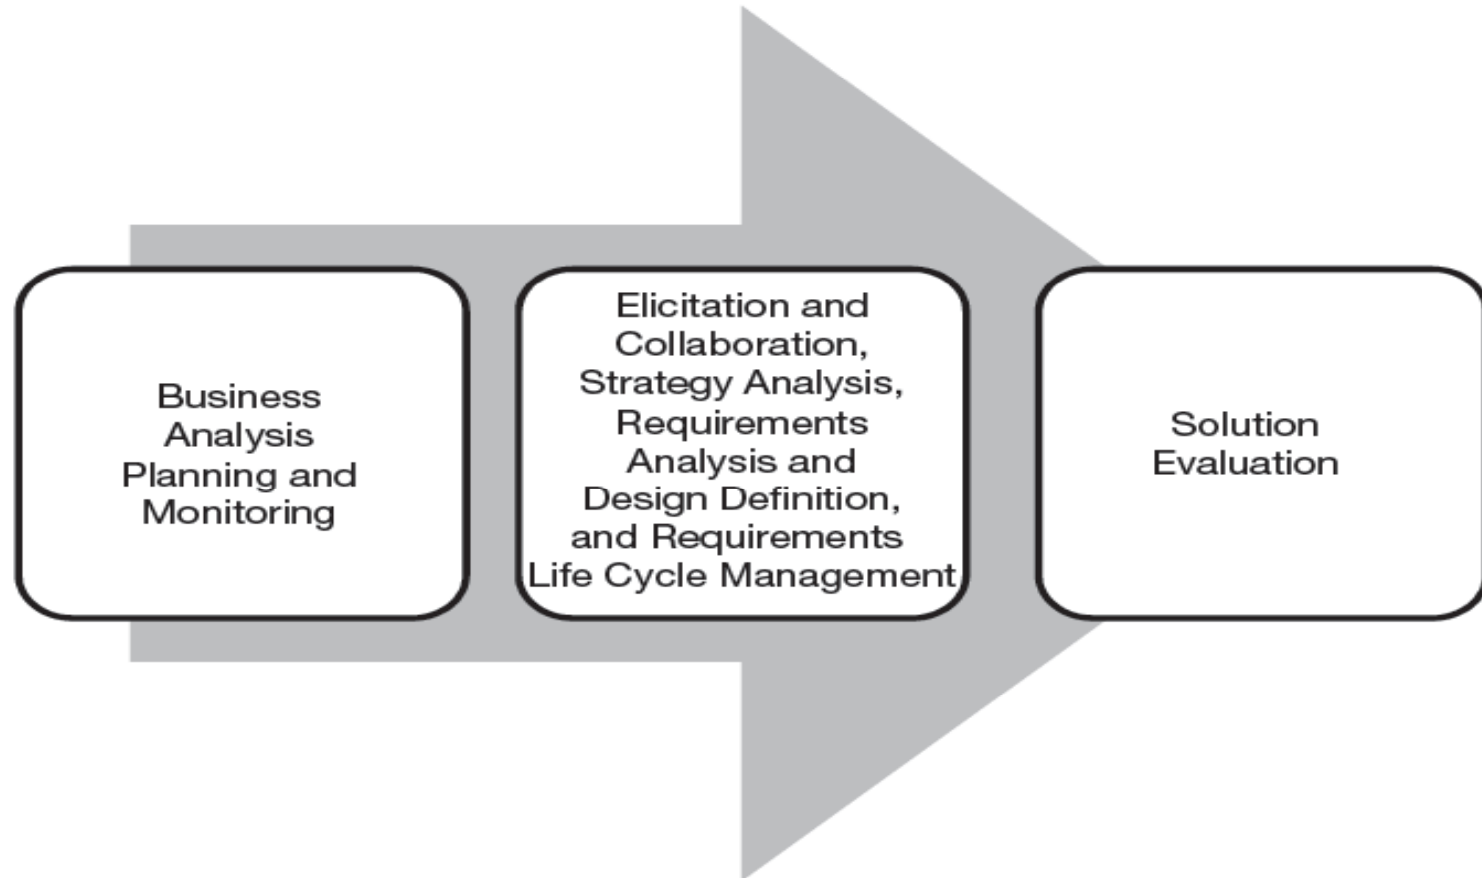 Business
Analysis
Planning and
Monitoring
Elicitation and
Collaboration,
Strategy Analysis,
Requirements
Analysis and
Design Definition,
and Requirements
Life Cycle Management
Solution
Evaluation